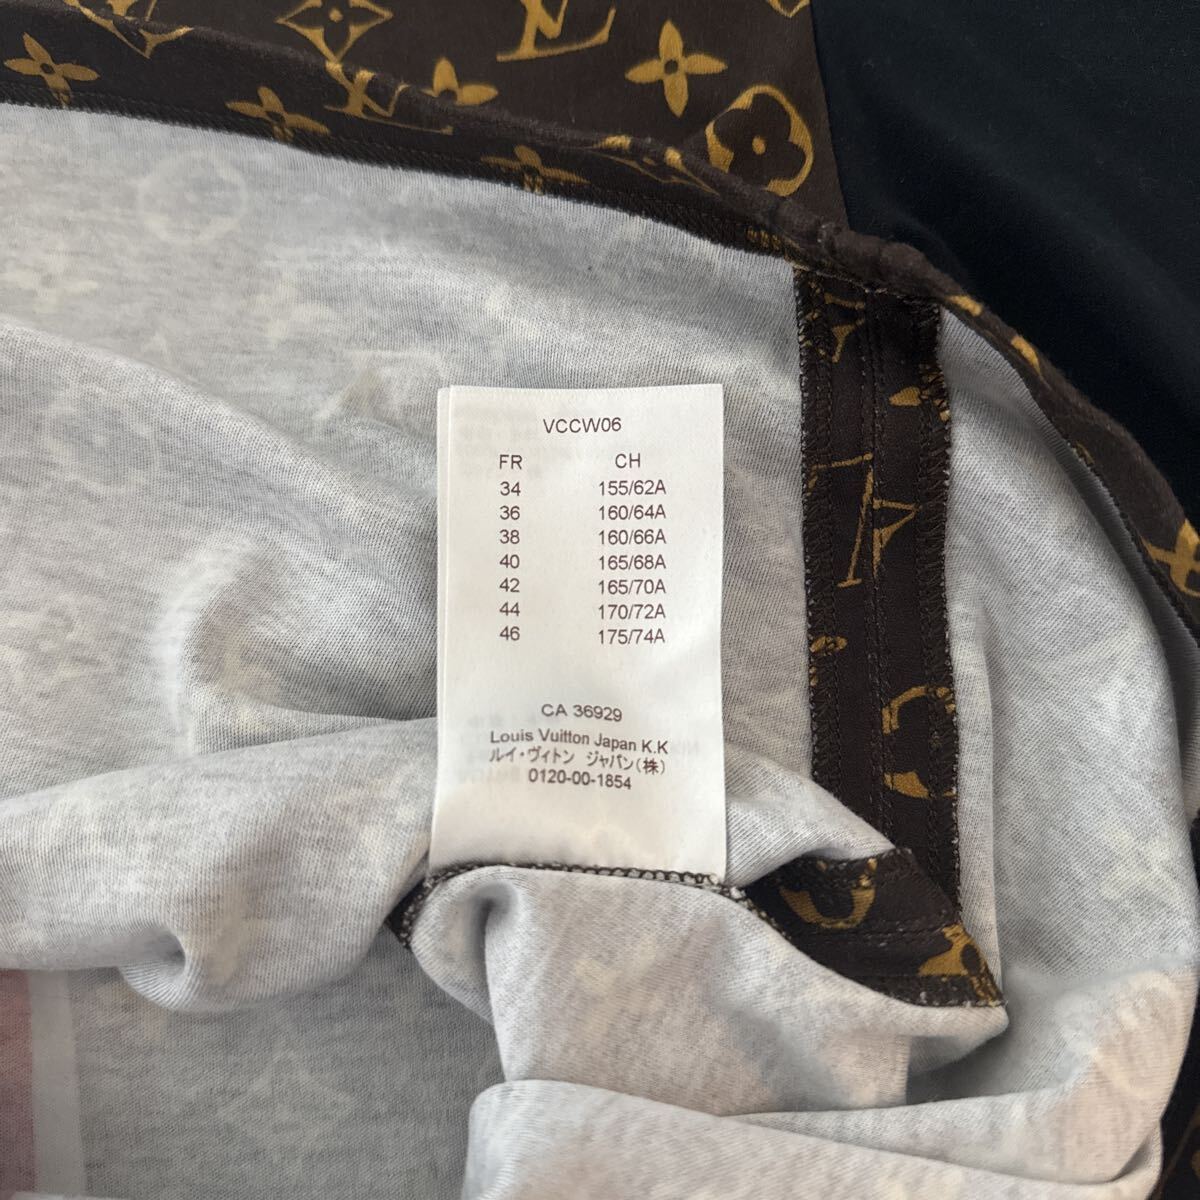 VCCW06
FR CH
34 155/62A
36 160/64A
38 160/66A
40 165/68A
42 165/70A
44 170/72A
46 175/74A
CA 36929
Louis Vuitton Japan K.K
ルイ・ヴィトン ジャパン(株)
0120-00-1854